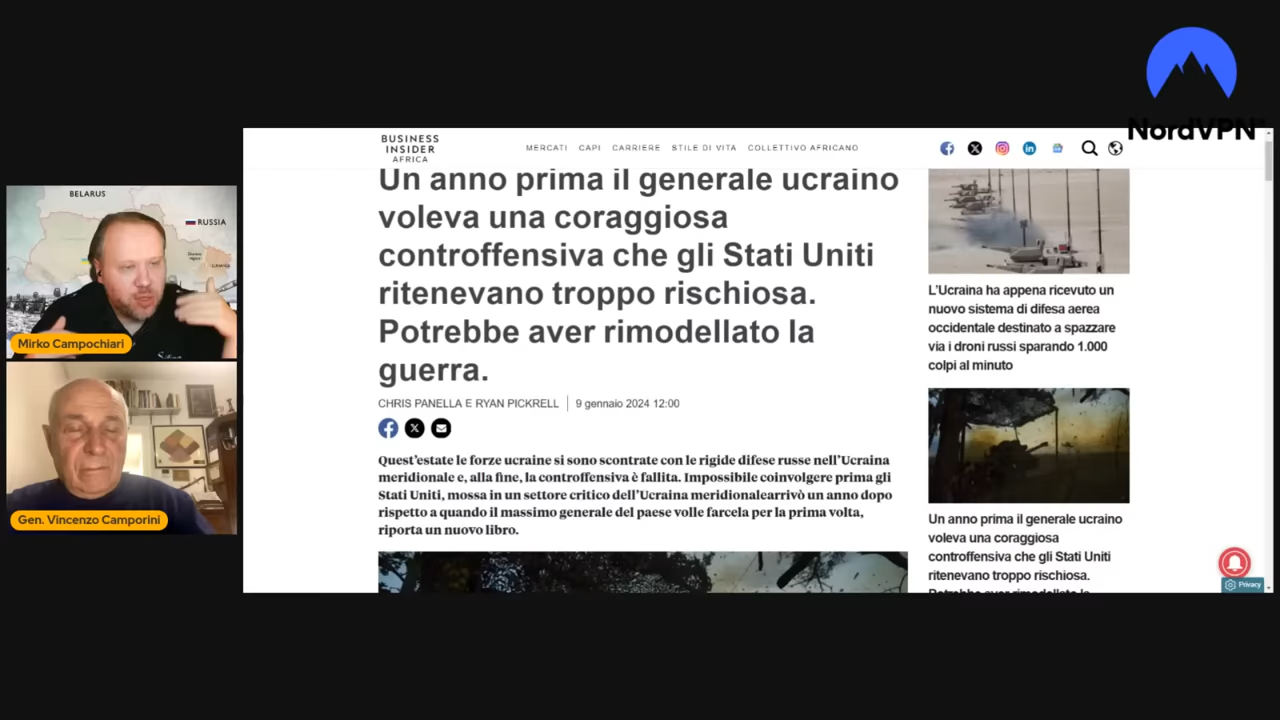 NordVPN
BUSINESS
INSIDER
AFRICA
MERCATI CAPI CARRIERE STILE DI VITA COLLETTIVO AFRICANO
BELARUS
RUSSIA
Mirko Campochiari
Gen. Vincenzo Camporini
Un anno prima il generale ucraino
voleva una coraggiosa
controffensiva che gli Stati Uniti
ritenevano troppo rischiosa.
Potrebbe aver rimodellato la
guerra.
CHRIS PANELLA E RYAN PICKRELL 9 gennaio 2024 12:00
Quest'estate le forze ucraine si sono scontrate con le rigide difese russe nell'Ucraina
meridionale e, alla fine, la controffensiva è fallita. Impossibile coinvolgere prima gli
Stati Uniti, mossa in un settore critico dell'Ucraina meridionalearrivò un anno dopo
rispetto a quando il massimo generale del paese volle farcela per la prima volta,
riporta un nuovo libro.
L'Ucraina ha appena ricevuto un
nuovo sistema di difesa aerea
occidentale destinato a spazzare
via i droni russi sparando 1.000
colpi al minuto
Un anno prima il generale ucraino
voleva una coraggiosa
controffensiva che gli Stati Uniti
ritenevano troppo rischiosa.
Potrebbe aver rimodellato la
Privacy